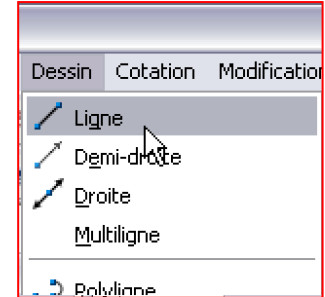 Dessin Cotation Modification
Ligne
Demi-droite
Droite
Multiligne
Polyligne